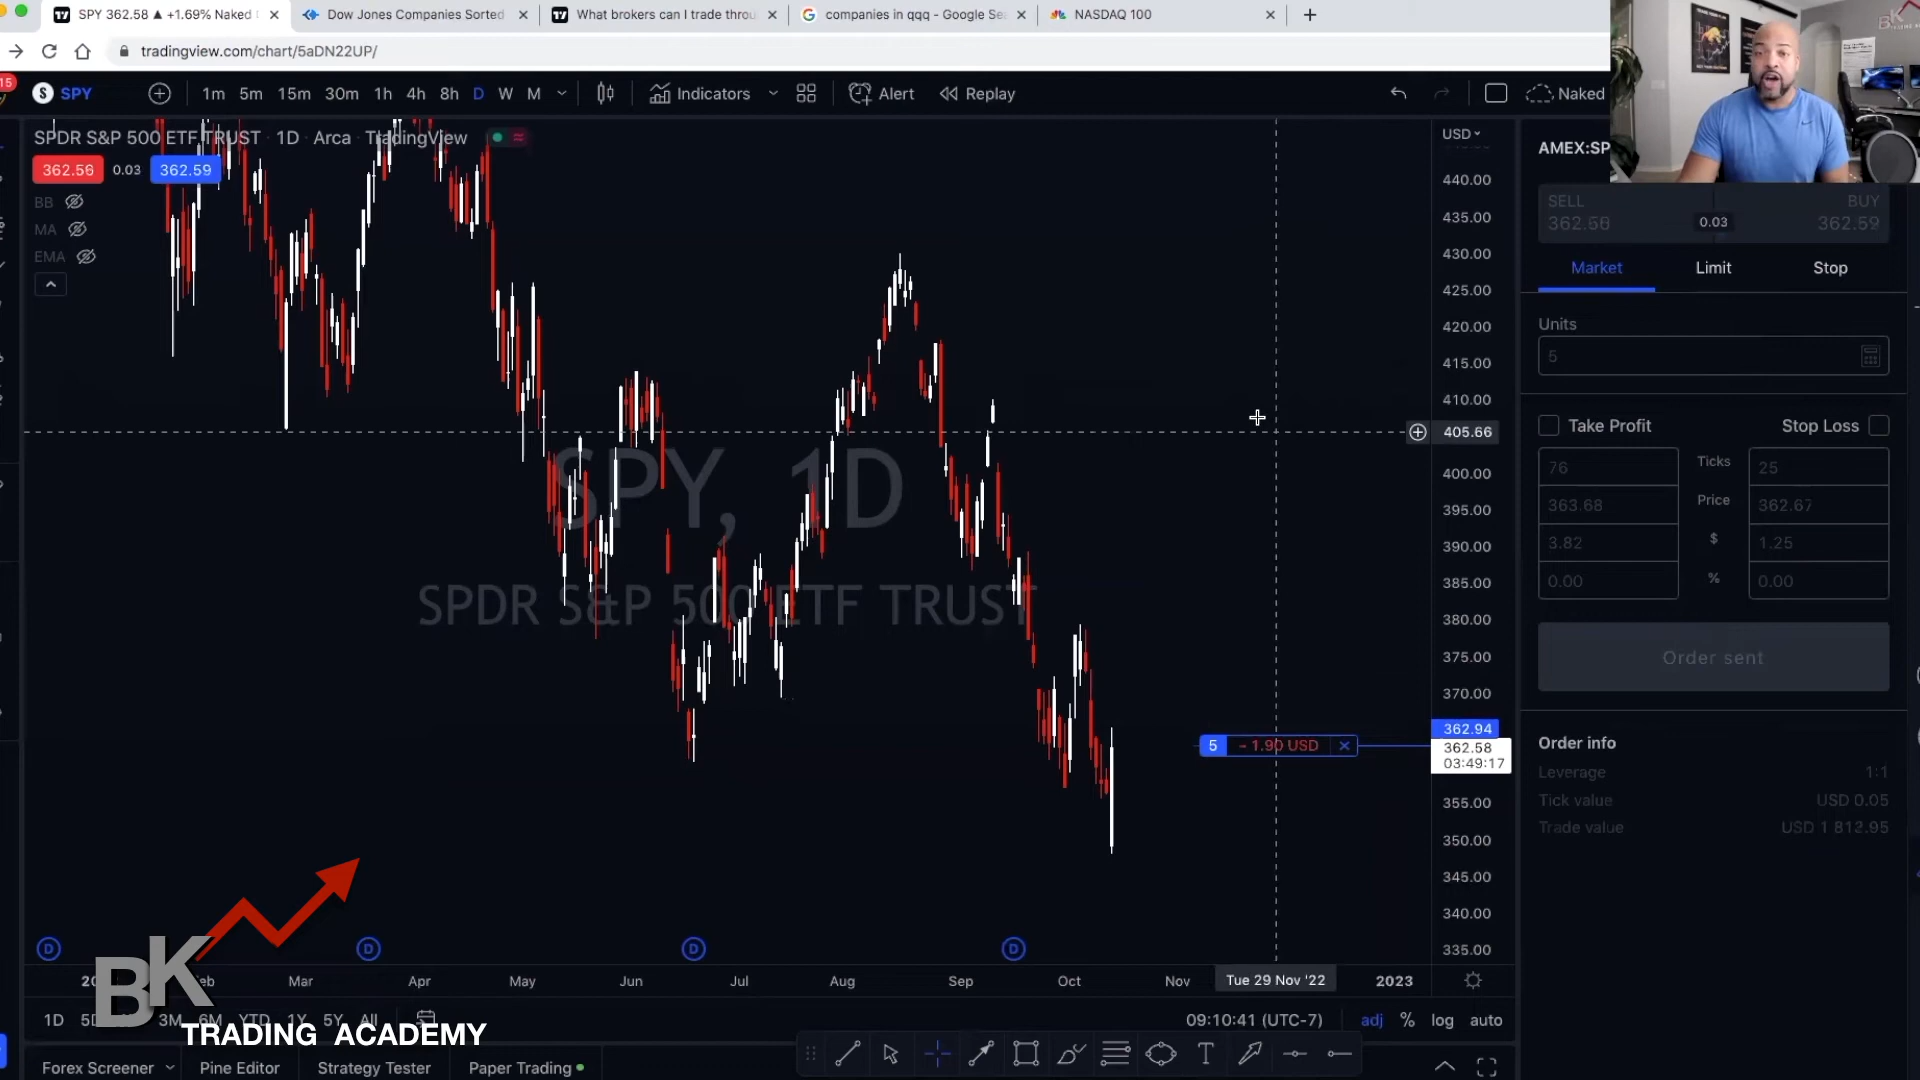 SPY 362.58 ▲ +1.69% Naked
Dow Jones Companies Sorted
What brokers can I trade throu
companies in qqq - Google Se
NASDAQ 100
tradingview.com/chart/5aDN22UP/
15
$ SPY
1m 5m 15m 30m 1h 4h 8h D W M
Indicators
Alert
Replay
Naked
SPDR S&P 500 ETF TRUST · 1D · Arca · TradingView
362.56 0.03 362.59
BB
MA
EMA
USD
440.00
435.00
430.00
425.00
420.00
415.00
410.00
405.66
400.00
395.00
390.00
385.00
380.00
375.00
370.00
362.94
362.58
03:49:17
355.00
350.00
345.00
340.00
335.00
SPY, 1D
SPDR S&P 500 ETF TRUST
5 - 1.90 USD
D D D D
Mar Apr May Jun Jul Aug Sep Oct Nov Tue 29 Nov '22 2023
1D 3M 6M YTD 1Y 5Y All
09:10:41 (UTC-7) adj % log auto
BK
TRADING ACADEMY
Forex Screener Pine Editor Strategy Tester Paper Trading
AMEX:SP
SELL BUY
362.56 0.03 362.59
Market Limit Stop
Units
5
Take Profit Stop Loss
76 Ticks 25
363.68 Price 362.67
3.82 $ 1.25
0.00 % 0.00
Order sent
Order info
Leverage 1:1
Tick value USD 0.05
Trade value USD 1 812.95